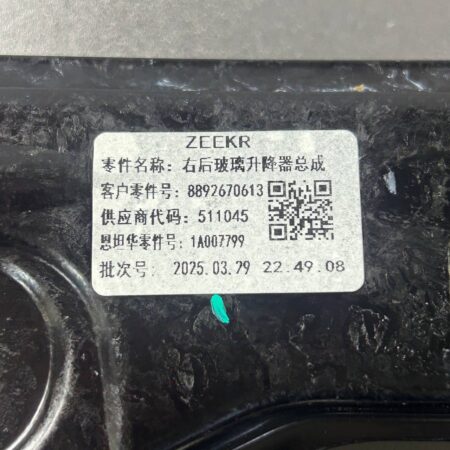 ZEEKR
零件名称: 右后玻璃升降器总成
客户零件号: 8892670613
供应商代码: 511045
恩坦华零件号: 1A007799
批次号: 2025.03.29 22:49:08